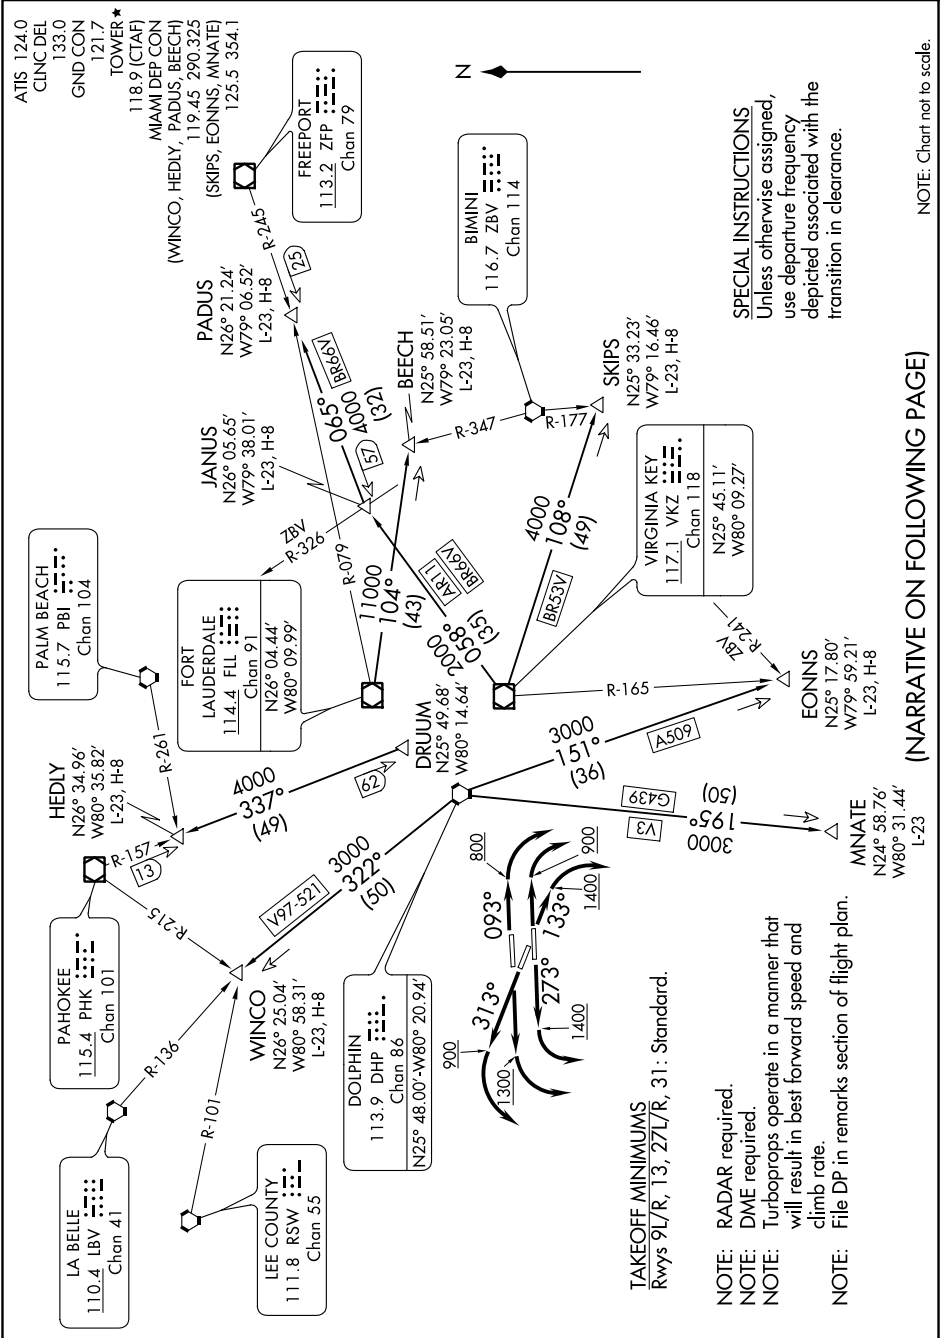 ATIS 124.0
CLNC DEL
133.0
GND CON
121.7
TOWER★
118.9 (CTAF)
MIAMI DEP CON
(WINCO, HEDLY, PADUS, BEECH)
119.45 290.325
(SKIPS, EONNS, MNATE)
125.5 354.1
N
FREEPORT
113.2 ZFP
Chan 79
R-245
25
PADUS
N26° 21.24′
W79° 06.52′
L-23, H-8
BIMINI
116.7 ZBV
Chan 114
SPECIAL INSTRUCTIONS
Unless otherwise assigned,
use departure frequency
depicted associated with the
transition in clearance.
NOTE: Chart not to scale.
BR66V
065°
4000
(32)
BEECH
N25° 58.51′
W79° 23.05′
L-23, H-8
R-347
R-177
SKIPS
N25° 33.23′
W79° 16.46′
L-23, H-8
JANUS
N26° 05.65′
W79° 38.01′
L-23, H-8
57
ZBV
R-326
R-079
PALM BEACH
115.7 PBI
Chan 104
FORT
LAUDERDALE
114.4 FLL
Chan 91
N26° 04.44′
W80° 09.99′
11000
104°
(43)
AR11
BR66V
2000
058°
(35)
4000
108°
(49)
BR53V
VIRGINIA KEY
117.1 VKZ
Chan 118
N25° 45.11′
W80° 09.27′
ZBV
R-241
R-165
EONNS
N25° 17.80′
W79° 59.21′
L-23, H-8
R-261
HEDLY
N26° 34.96′
W80° 35.82′
L-23, H-8
4000
337°
(49)
62
DRUUM
N25° 49.68′
W80° 14.64′
3000
151°
(36)
A509
G439
V3
(50)
195°
3000
MNATE
N24° 58.76′
W80° 31.44′
L-23
R-157
13
PAHOKEE
115.4 PHK
Chan 101
R-215
V97-521
3000
322°
(50)
WINCO
N26° 25.04′
W80° 58.31′
L-23, H-8
LA BELLE
110.4 LBV
Chan 41
R-136
R-101
LEE COUNTY
111.8 RSW
Chan 55
DOLPHIN
113.9 DHP
Chan 86
N25° 48.00′-W80° 20.94′
800
900
1400
093°
133°
313°
273°
900
1300
1400
TAKEOFF MINIMUMS
Rwys 9L/R, 13, 27L/R, 31: Standard.
NOTE: RADAR required.
NOTE: DME required.
NOTE: Turboprops operate in a manner that
will result in best forward speed and
climb rate.
NOTE: File DP in remarks section of flight plan.
(NARRATIVE ON FOLLOWING PAGE)